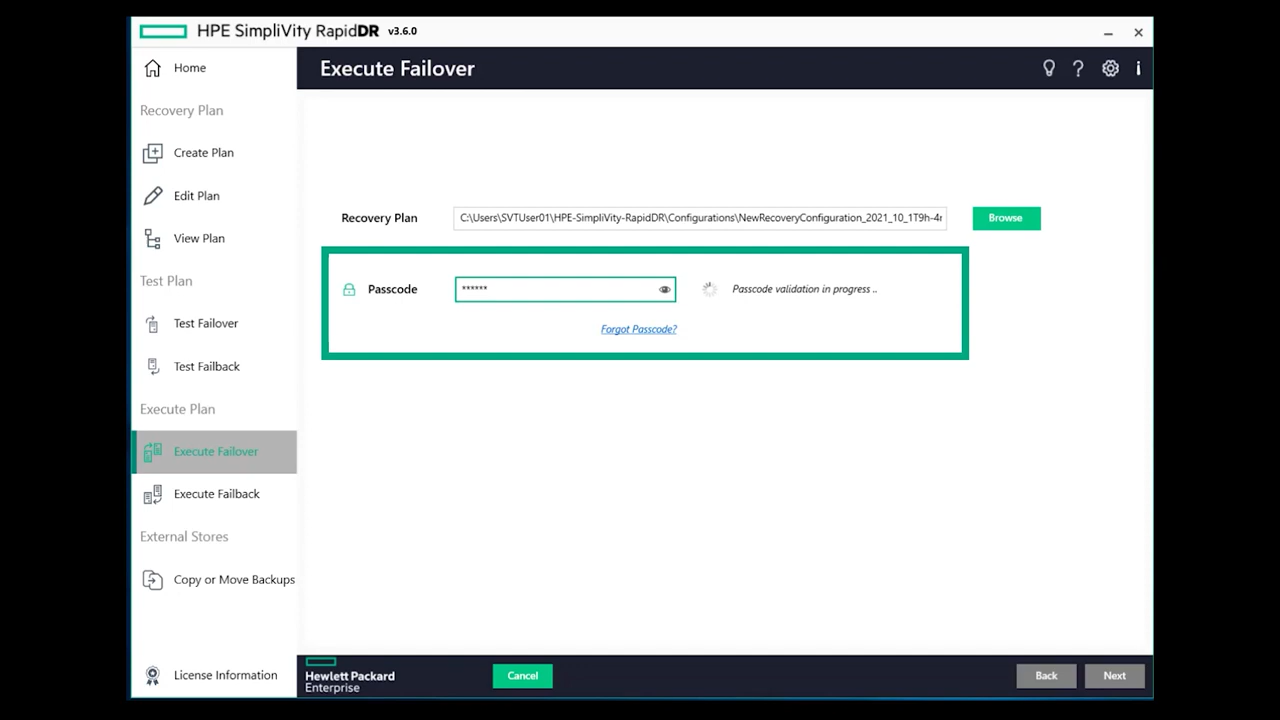 HPE SimpliVity RapidDR v3.6.0
Home
Execute Failover
Recovery Plan
Create Plan
Edit Plan
View Plan
Test Plan
Test Failover
Test Failback
Execute Plan
Execute Failover
Execute Failback
External Stores
Copy or Move Backups
License Information
Recovery Plan
C:\Users\SVTUser01\HPE-SimpliVity-RapidDR\Configurations\NewRecoveryConfiguration_2021_10_1T9h-4
Browse
Passcode
******
Passcode validation in progress ..
Forgot Passcode?
Hewlett Packard
Enterprise
Cancel
Back
Next